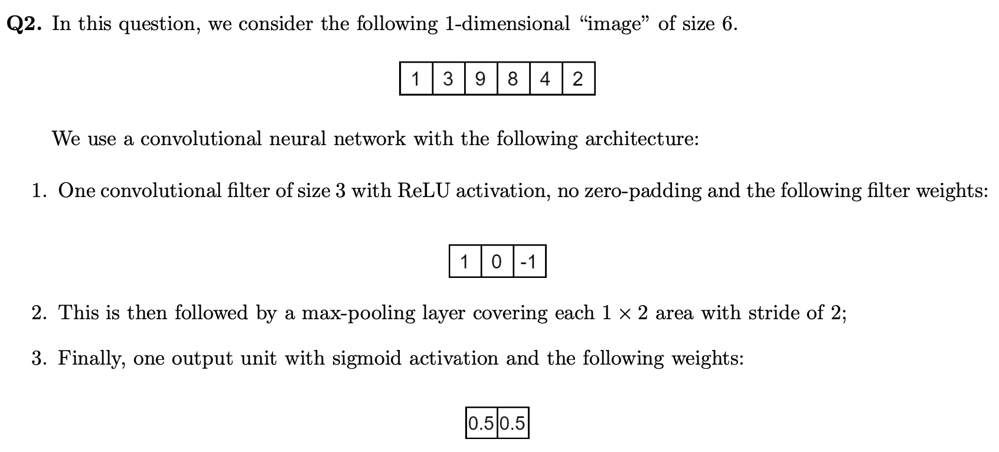 Q2. In this question, we consider the following 1-dimensional “image” of size 6.
1 3 9 8 4 2
We use a convolutional neural network with the following architecture:
1. One convolutional filter of size 3 with ReLU activation, no zero-padding and the following filter weights:
1 0 -1
2. This is then followed by a max-pooling layer covering each 1 × 2 area with stride of 2;
3. Finally, one output unit with sigmoid activation and the following weights:
0.5 0.5